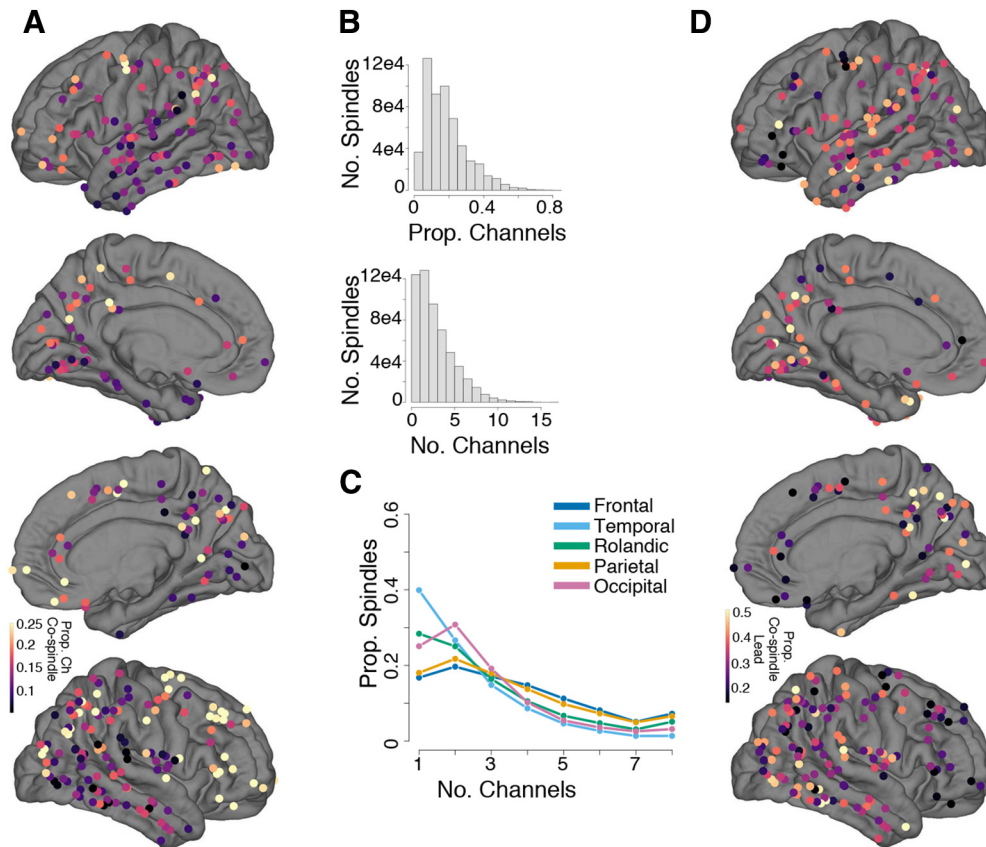 A
B
D
12e4
8e4
4e4
0
No. Spindles
0
0.4
0.8
Prop. Channels
12e4
8e4
4e4
0
No. Spindles
0
5
10
15
No. Channels
C
0.6
0.4
0.2
0
Prop. Spindles
Frontal
Temporal
Rolandic
Parietal
Occipital
1
3
5
7
No. Channels
0.25
0.2
0.15
0.1
Prop. Ch
Co-spindle
0.5
0.4
0.3
0.2
Prop.
Co-spindle
Lead